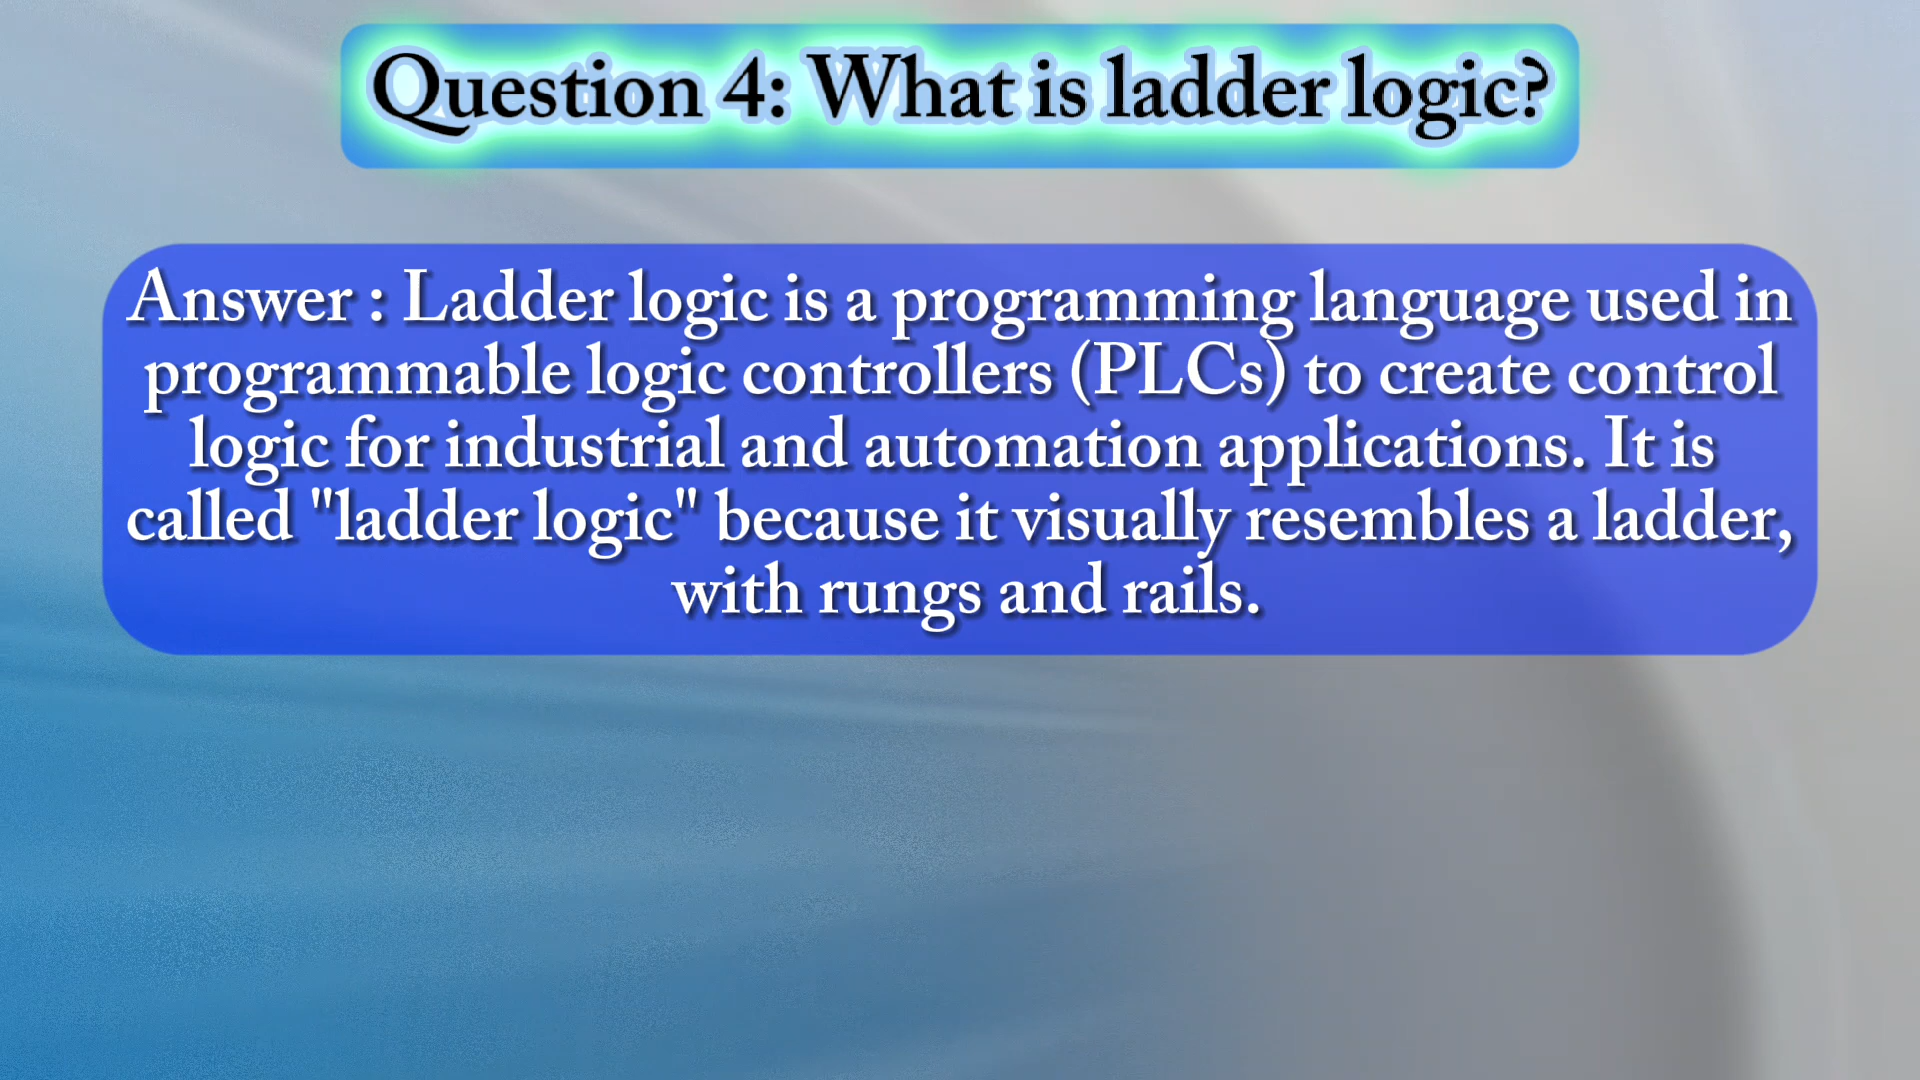 Question 4: What is ladder logic?
Answer : Ladder logic is a programming language used in
programmable logic controllers (PLCs) to create control
logic for industrial and automation applications. It is
called "ladder logic" because it visually resembles a ladder,
with rungs and rails.